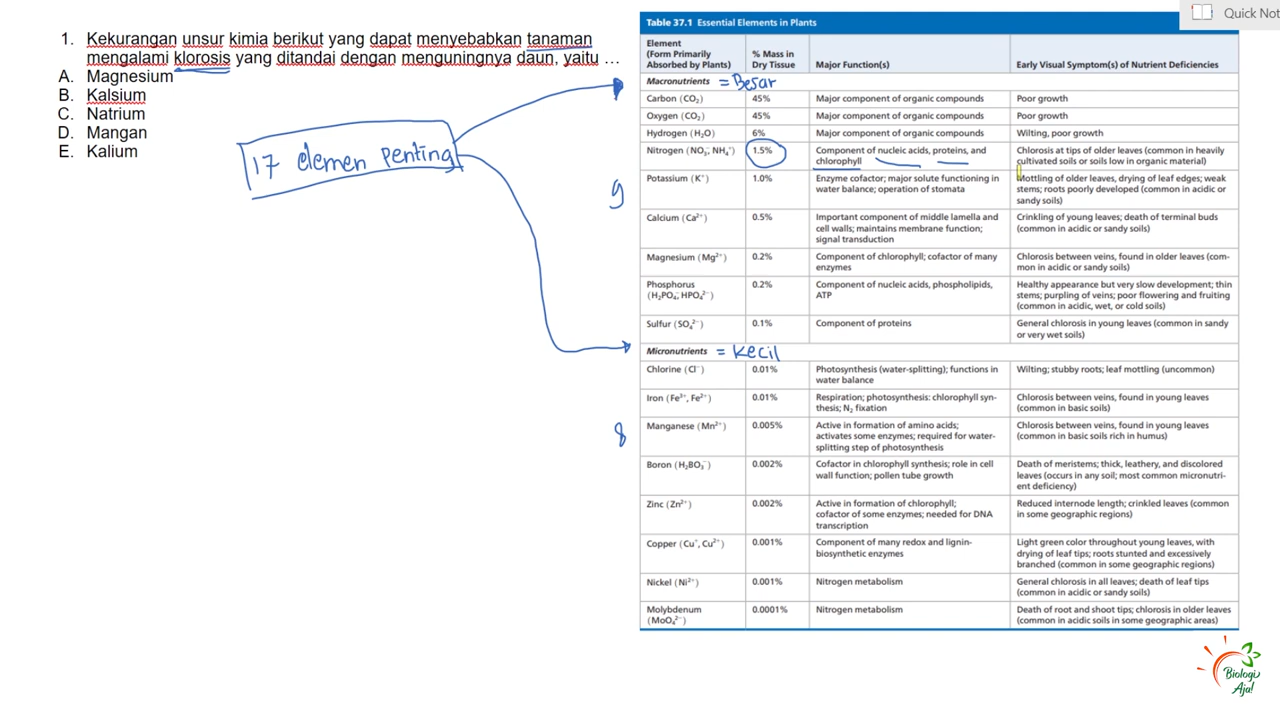 Quick Not
1. Kekurangan unsur kimia berikut yang dapat menyebabkan tanaman
mengalami klorosis yang ditandai dengan menguningnya daun, yaitu …
A. Magnesium
B. Kalsium
C. Natrium
D. Mangan
E. Kalium
17 elemen penting
9
8
Table 37.1 Essential Elements in Plants
Element
(Form Primarily
Absorbed by Plants)
% Mass in
Dry Tissue
Major Function(s)
Early Visual Symptom(s) of Nutrient Deficiencies
Macronutrients = Besar
Carbon (CO₂) 45% Major component of organic compounds Poor growth
Oxygen (CO₂) 45% Major component of organic compounds Poor growth
Hydrogen (H₂O) 6% Major component of organic compounds Wilting, poor growth
Nitrogen (NO₃⁻, NH₄⁺) 1.5% Component of nucleic acids, proteins, and Chlorosis at tips of older leaves (common in heavily
chlorophyll cultivated soils or soils low in organic material)
Potassium (K⁺) 1.0% Enzyme cofactor; major solute functioning in Mottling of older leaves, drying of leaf edges; weak
water balance; operation of stomata stems; roots poorly developed (common in acidic or
sandy soils)
Calcium (Ca²⁺) 0.5% Important component of middle lamella and Crinkling of young leaves; death of terminal buds
cell walls; maintains membrane function; (common in acidic or sandy soils)
signal transduction
Magnesium (Mg²⁺) 0.2% Component of chlorophyll; cofactor of many Chlorosis between veins, found in older leaves (com-
enzymes mon in acidic or sandy soils)
Phosphorus 0.2% Component of nucleic acids, phospholipids, Healthy appearance but very slow development; thin
(H₂PO₄⁻, HPO₄²⁻) ATP stems; purpling of veins; poor flowering and fruiting
(common in acidic, wet, or cold soils)
Sulfur (SO₄²⁻) 0.1% Component of proteins General chlorosis in young leaves (common in sandy
or very wet soils)
Micronutrients = Kecil
Chlorine (Cl⁻) 0.01% Photosynthesis (water-splitting); functions in Wilting; stubby roots; leaf mottling (uncommon)
water balance
Iron (Fe³⁺, Fe²⁺) 0.01% Respiration; photosynthesis: chlorophyll syn- Chlorosis between veins, found in young leaves
thesis; N₂ fixation (common in basic soils)
Manganese (Mn²⁺) 0.005% Active in formation of amino acids; Chlorosis between veins, found in young leaves
activates some enzymes; required for water- (common in basic soils rich in humus)
splitting step of photosynthesis
Boron (H₂BO₃⁻) 0.002% Cofactor in chlorophyll synthesis; role in cell Death of meristems; thick, leathery, and discolored
wall function; pollen tube growth leaves (occurs in any soil; most common micronutri-
ent deficiency)
Zinc (Zn²⁺) 0.002% Active in formation of chlorophyll; Reduced internode length; crinkled leaves (common
cofactor of some enzymes; needed for DNA in some geographic regions)
transcription
Copper (Cu⁺, Cu²⁺) 0.001% Component of many redox and lignin- Light green color throughout young leaves, with
biosynthetic enzymes drying of leaf tips; roots stunted and excessively
branched (common in some geographic regions)
Nickel (Ni²⁺) 0.001% Nitrogen metabolism General chlorosis in all leaves; death of leaf tips
(common in acidic or sandy soils)
Molybdenum 0.0001% Nitrogen metabolism Death of root and shoot tips; chlorosis in older leaves
(MoO₄²⁻) (common in acidic soils in some geographic areas)
Biologi
Aja!